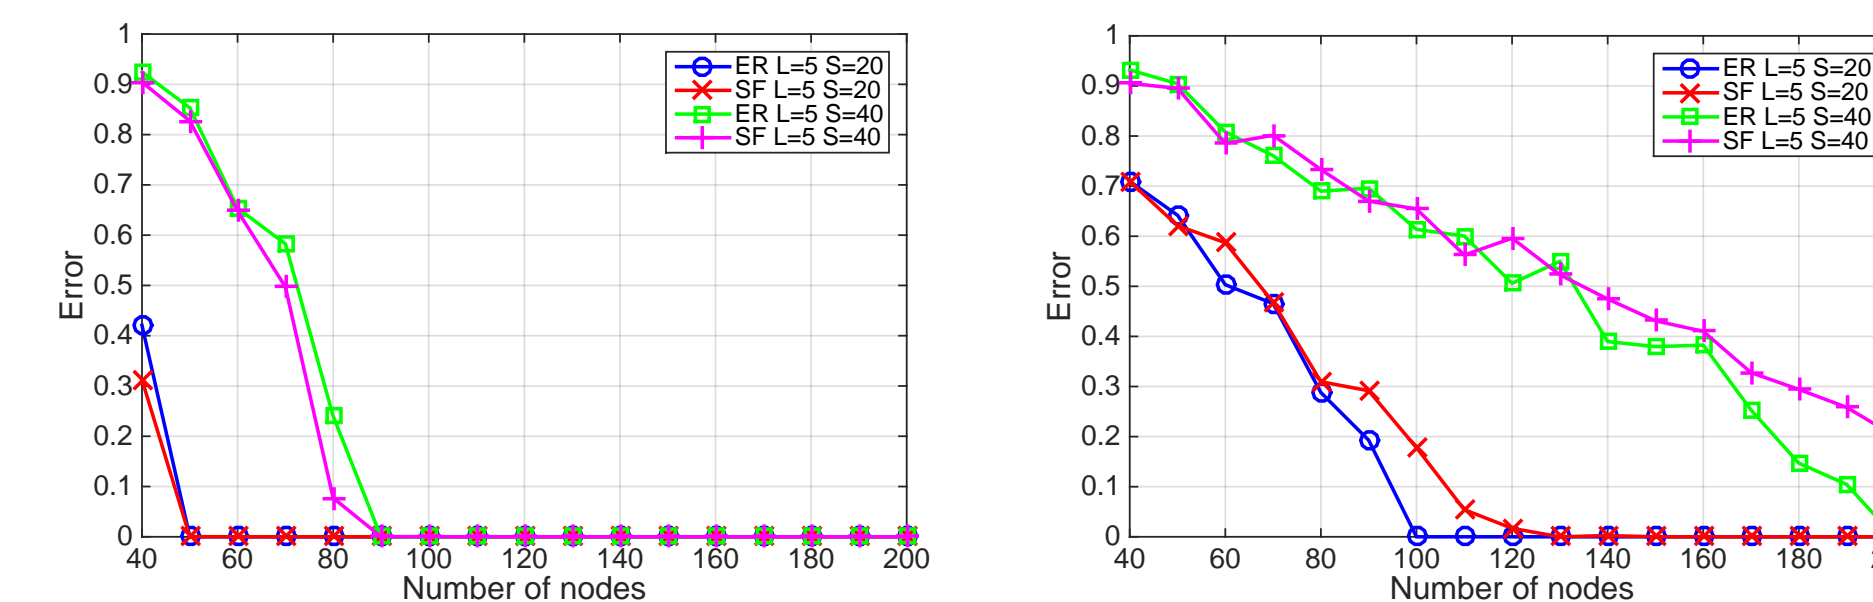 1
0.9
0.8
0.7
0.6
0.5
0.4
0.3
0.2
0.1
0
Error
40 60 80 100 120 140 160 180 200
Number of nodes
ER L=5 S=20
SF L=5 S=20
ER L=5 S=40
SF L=5 S=40
1
0.9
0.8
0.7
0.6
0.5
0.4
0.3
0.2
0.1
0
Error
40 60 80 100 120 140 160 180
Number of nodes
ER L=5 S=20
SF L=5 S=20
ER L=5 S=40
SF L=5 S=40